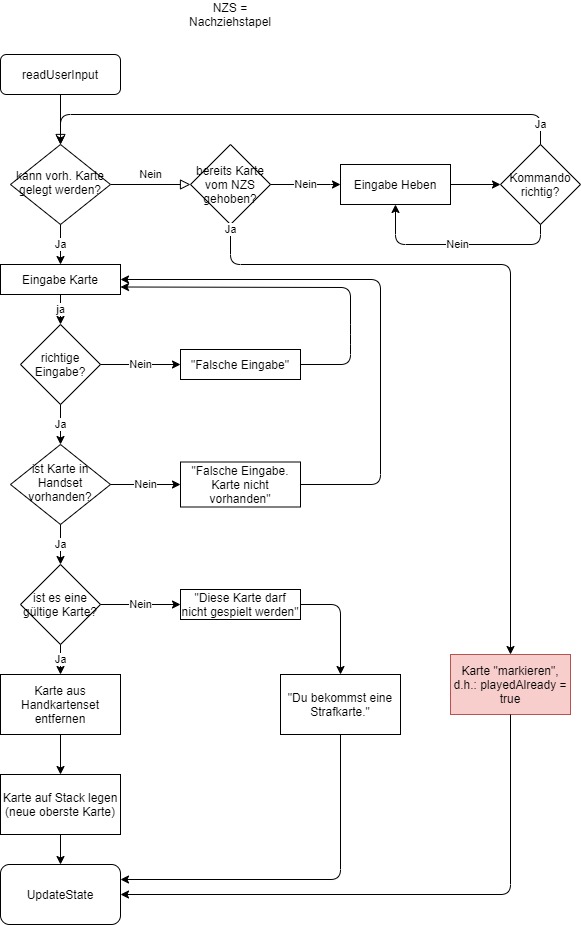 NZS =
Nachziehstapel
readUserInput
Ja
kann vorh. Karte
gelegt werden?
Nein
bereits Karte
vom NZS
gehoben?
Nein
Eingabe Heben
Kommando
richtig?
Ja
Ja
Nein
Eingabe Karte
ja
richtige
Eingabe?
Nein
"Falsche Eingabe"
Ja
ist Karte in
Handset
vorhanden?
Nein
"Falsche Eingabe.
Karte nicht
vorhanden"
Ja
ist es eine
gültige Karte?
Nein
"Diese Karte darf
nicht gespielt werden"
Ja
Karte "markieren",
d.h.: playedAlready =
true
Karte aus
Handkartenset
entfernen
"Du bekommst eine
Strafkarte."
Karte auf Stack legen
(neue oberste Karte)
UpdateState